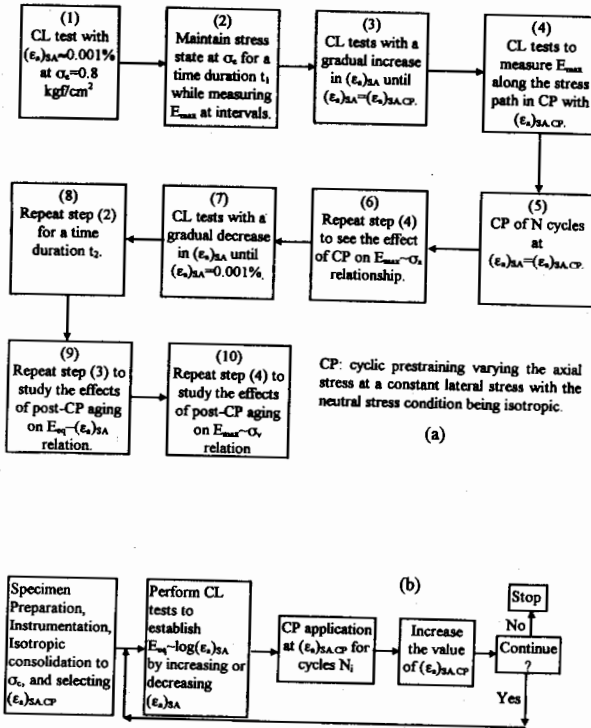 (1)
CL test with
(εa)SA≈0.001%
at σc=0.8
kgf/cm²
(2)
Maintain stress
state at σc for a
time duration t1
while measuring
Emax at intervals.
(3)
CL tests with a
gradual increase
in (εa)SA until
(εa)SA=(εa)SA.CP.
(4)
CL tests to
measure Emax
along the stress
path in CP with
(εa)SA.CP.
(5)
CP of N cycles
at
(εa)SA=(εa)SA.CP.
(6)
Repeat step (4)
to see the effect
of CP on Emax~σa
relationship.
(7)
CL tests with a
gradual decrease
in (εa)SA until
(εa)SA=0.001%.
(8)
Repeat step (2)
for a time
duration t2.
(9)
Repeat step (3) to
study the effects
of post-CP aging
on Eeq~(εa)SA
relation.
(10)
Repeat step (4) to
study the effects
of post-CP aging
on Emax~σv
relation
CP: cyclic prestraining varying the axial
stress at a constant lateral stress with the
neutral stress condition being isotropic.
(a)
(b)
Specimen
Preparation,
Instrumentation,
Isotropic
consolidation to
σc, and selecting
(εa)SA.CP
Perform CL
tests to
establish
Eeq~log(εa)SA
by increasing or
decreasing
(εa)SA
CP application
at (εa)SA.CP for
cycles Ni
Increase
the value
of (εa)SA.CP
Continue
?
No
Stop
Yes